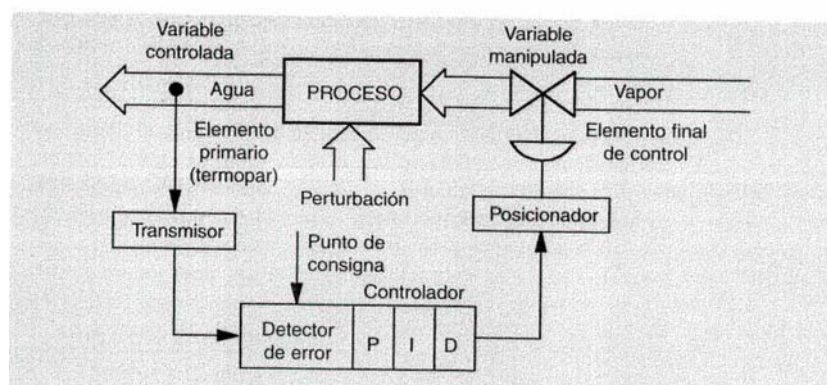 Variable
controlada
Variable
manipulada
Agua
PROCESO
Vapor
Elemento
primario
(termopar)
Elemento final
de control
Perturbación
Transmisor
Posicionador
Punto de
consigna
Controlador
Detector
de error
P
I
D